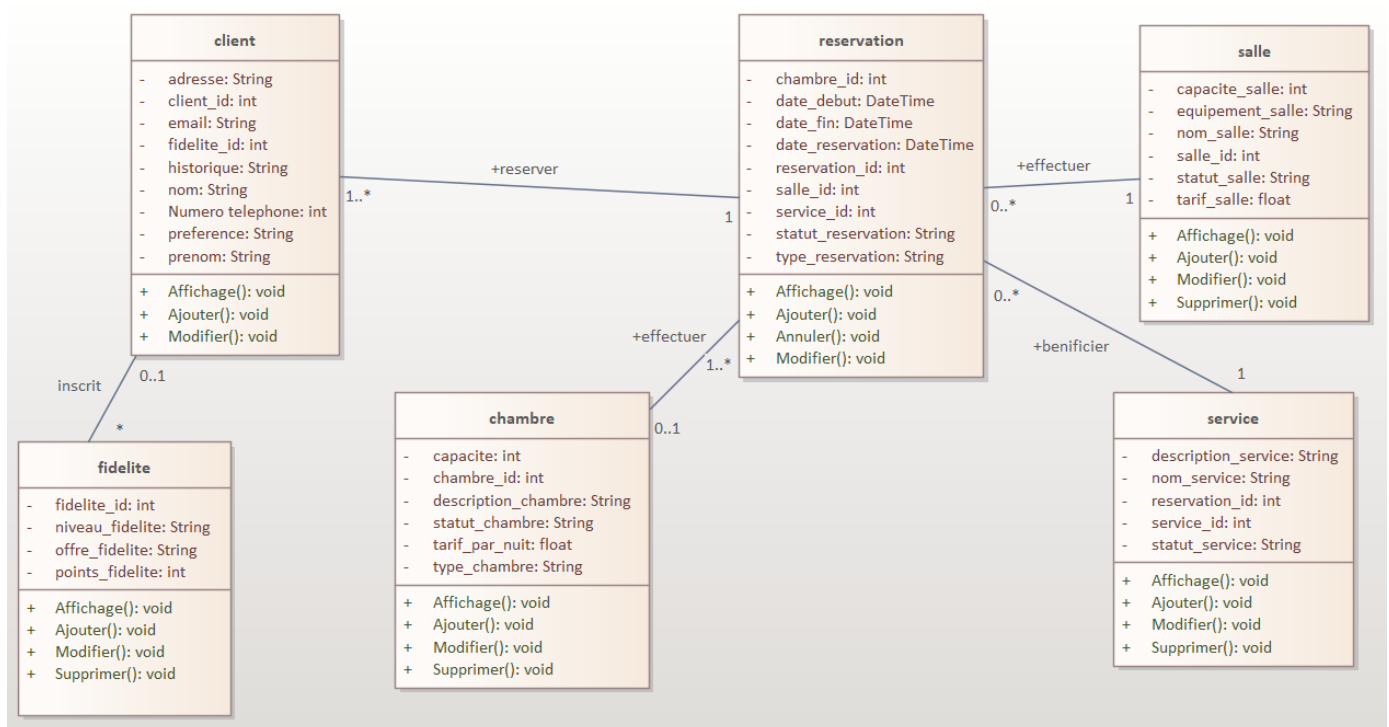 client
- adresse: String
- client_id: int
- email: String
- fidelite_id: int
- historique: String
- nom: String
- Numero telephone: int
- preference: String
- prenom: String
+ Affichage(): void
+ Ajouter(): void
+ Modifier(): void
+reserver
1..*
1
reservation
- chambre_id: int
- date_debut: DateTime
- date_fin: DateTime
- date_reservation: DateTime
- reservation_id: int
- salle_id: int
- service_id: int
- statut_reservation: String
- type_reservation: String
+ Affichage(): void
+ Ajouter(): void
+ Annuler(): void
+ Modifier(): void
+effectuer
0..*
1
salle
- capacite_salle: int
- equipement_salle: String
- nom_salle: String
- salle_id: int
- statut_salle: String
- tarif_salle: float
+ Affichage(): void
+ Ajouter(): void
+ Modifier(): void
+ Supprimer(): void
0..*
+benificier
1
+effectuer
1..*
0..1
inscrit
0..1
*
fidelite
- fidelite_id: int
- niveau_fidelite: String
- offre_fidelite: String
- points_fidelite: int
+ Affichage(): void
+ Ajouter(): void
+ Modifier(): void
+ Supprimer(): void
chambre
- capacite: int
- chambre_id: int
- description_chambre: String
- statut_chambre: String
- tarif_par_nuit: float
- type_chambre: String
+ Affichage(): void
+ Ajouter(): void
+ Modifier(): void
+ Supprimer(): void
service
- description_service: String
- nom_service: String
- reservation_id: int
- service_id: int
- statut_service: String
+ Affichage(): void
+ Ajouter(): void
+ Modifier(): void
+ Supprimer(): void